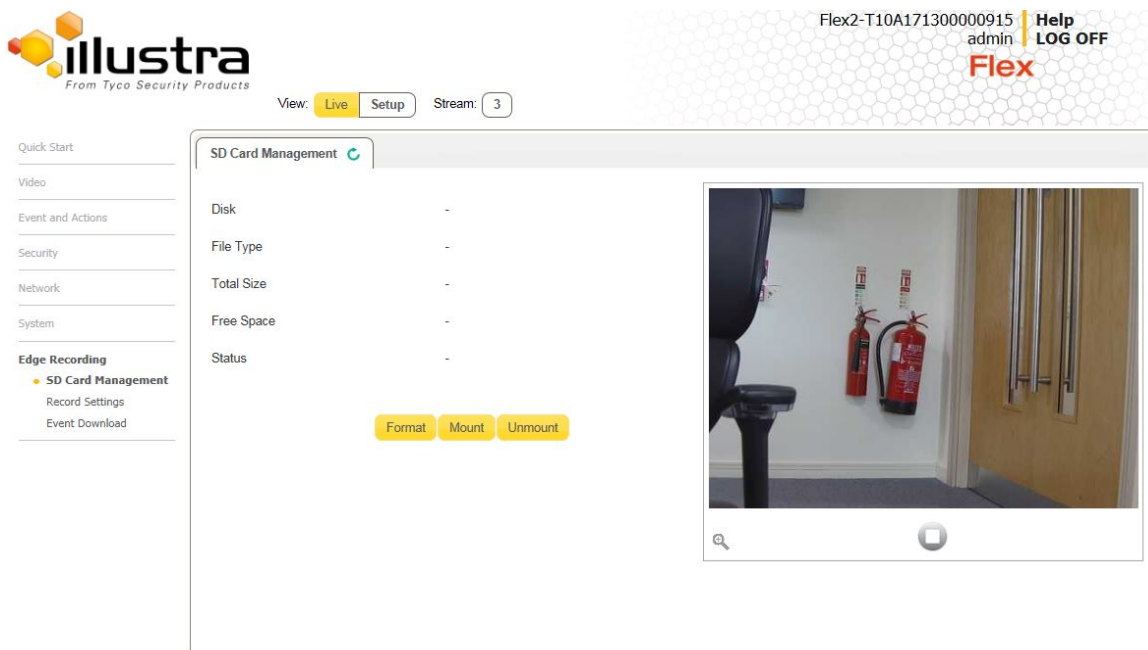 illustra
From Tyco Security Products
Flex2-T10A171300000915 Help
admin LOG OFF
Flex
View: Live Setup Stream: 3
Quick Start
Video
Event and Actions
Security
Network
System
Edge Recording
SD Card Management
Record Settings
Event Download
SD Card Management
Disk -
File Type -
Total Size -
Free Space -
Status -
Format Mount Unmount